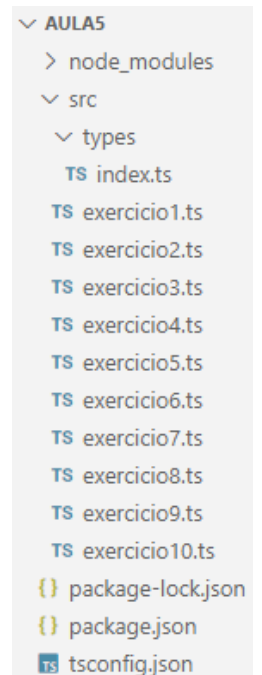 AULA5
node_modules
src
types
TS index.ts
TS exercicio1.ts
TS exercicio2.ts
TS exercicio3.ts
TS exercicio4.ts
TS exercicio5.ts
TS exercicio6.ts
TS exercicio7.ts
TS exercicio8.ts
TS exercicio9.ts
TS exercicio10.ts
{} package-lock.json
{} package.json
TS tsconfig.json